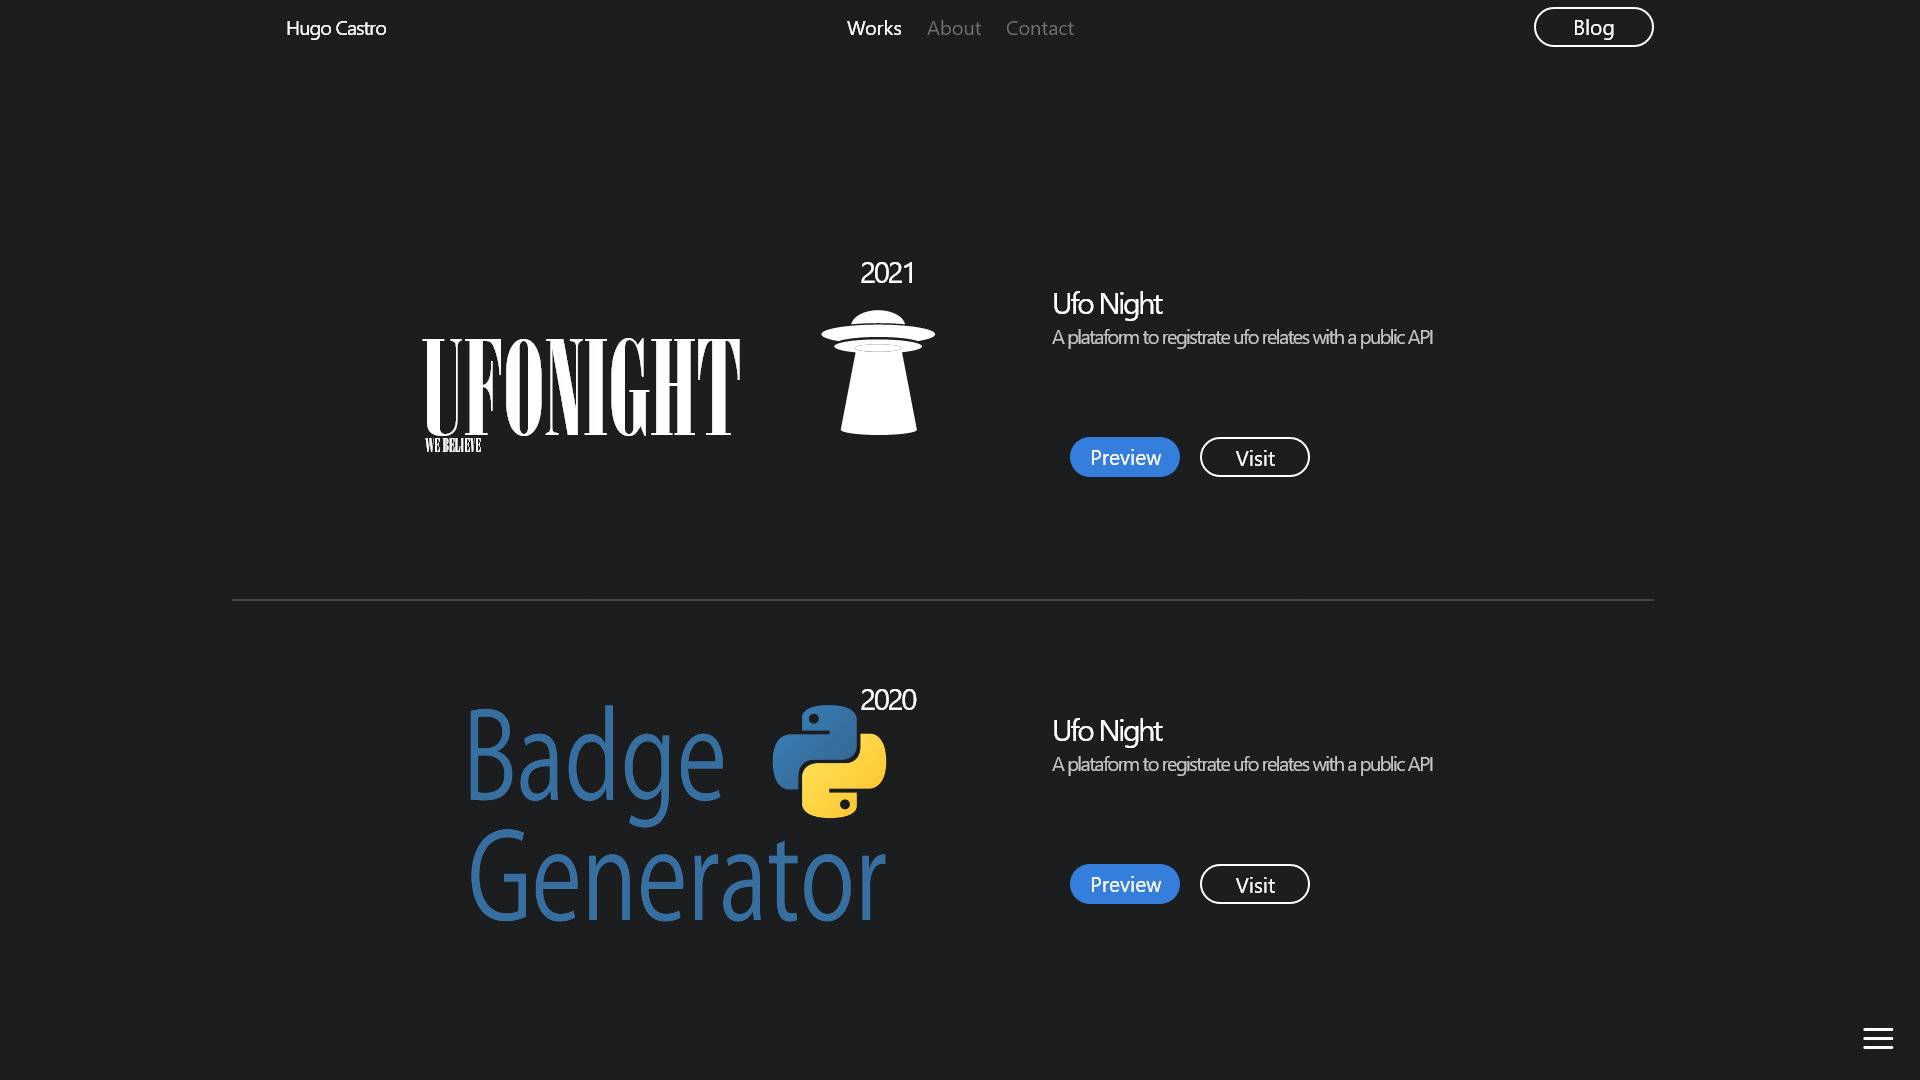 Hugo Castro
Works About Contact
Blog
2021
UFONIGHT
WE BELIEVE
Ufo Night
A plataform to registrate ufo relates with a public API
Preview Visit
2020
Badge
Generator
Ufo Night
A plataform to registrate ufo relates with a public API
Preview Visit